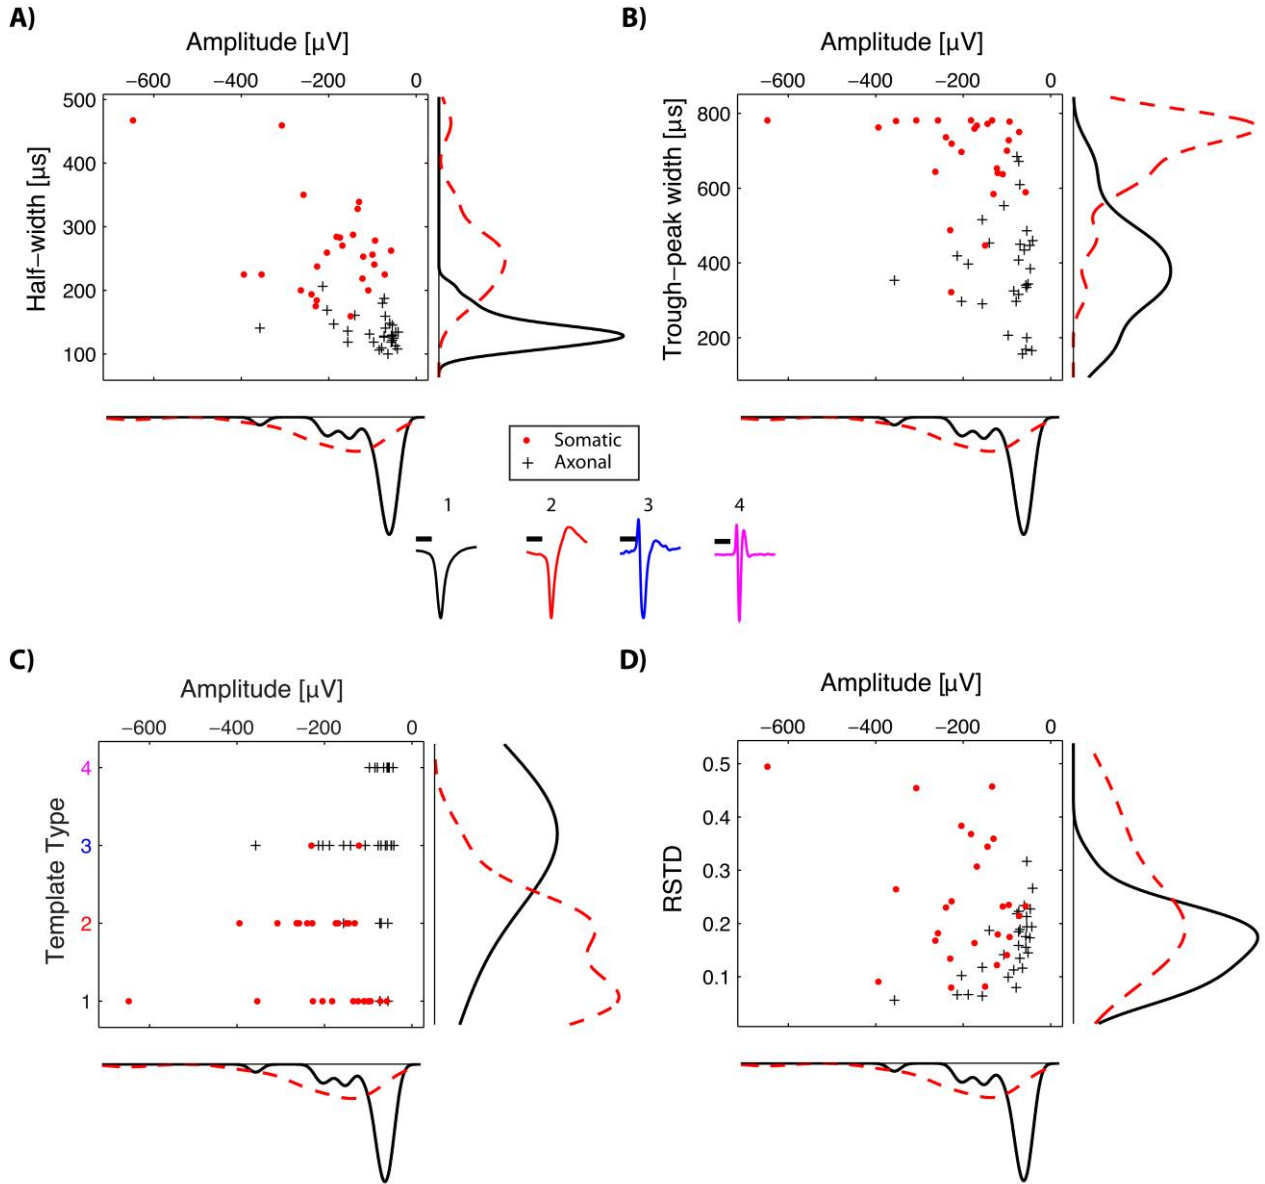 A)
Amplitude [μV]
−600 −400 −200 0
500
400
300
200
100
Half−width [μs]
B)
Amplitude [μV]
−600 −400 −200 0
800
600
400
200
Trough−peak width [μs]
Somatic
Axonal
1 2 3 4
C)
Amplitude [μV]
−600 −400 −200 0
4
3
2
1
Template Type
D)
Amplitude [μV]
−600 −400 −200 0
0.5
0.4
0.3
0.2
0.1
RSTD